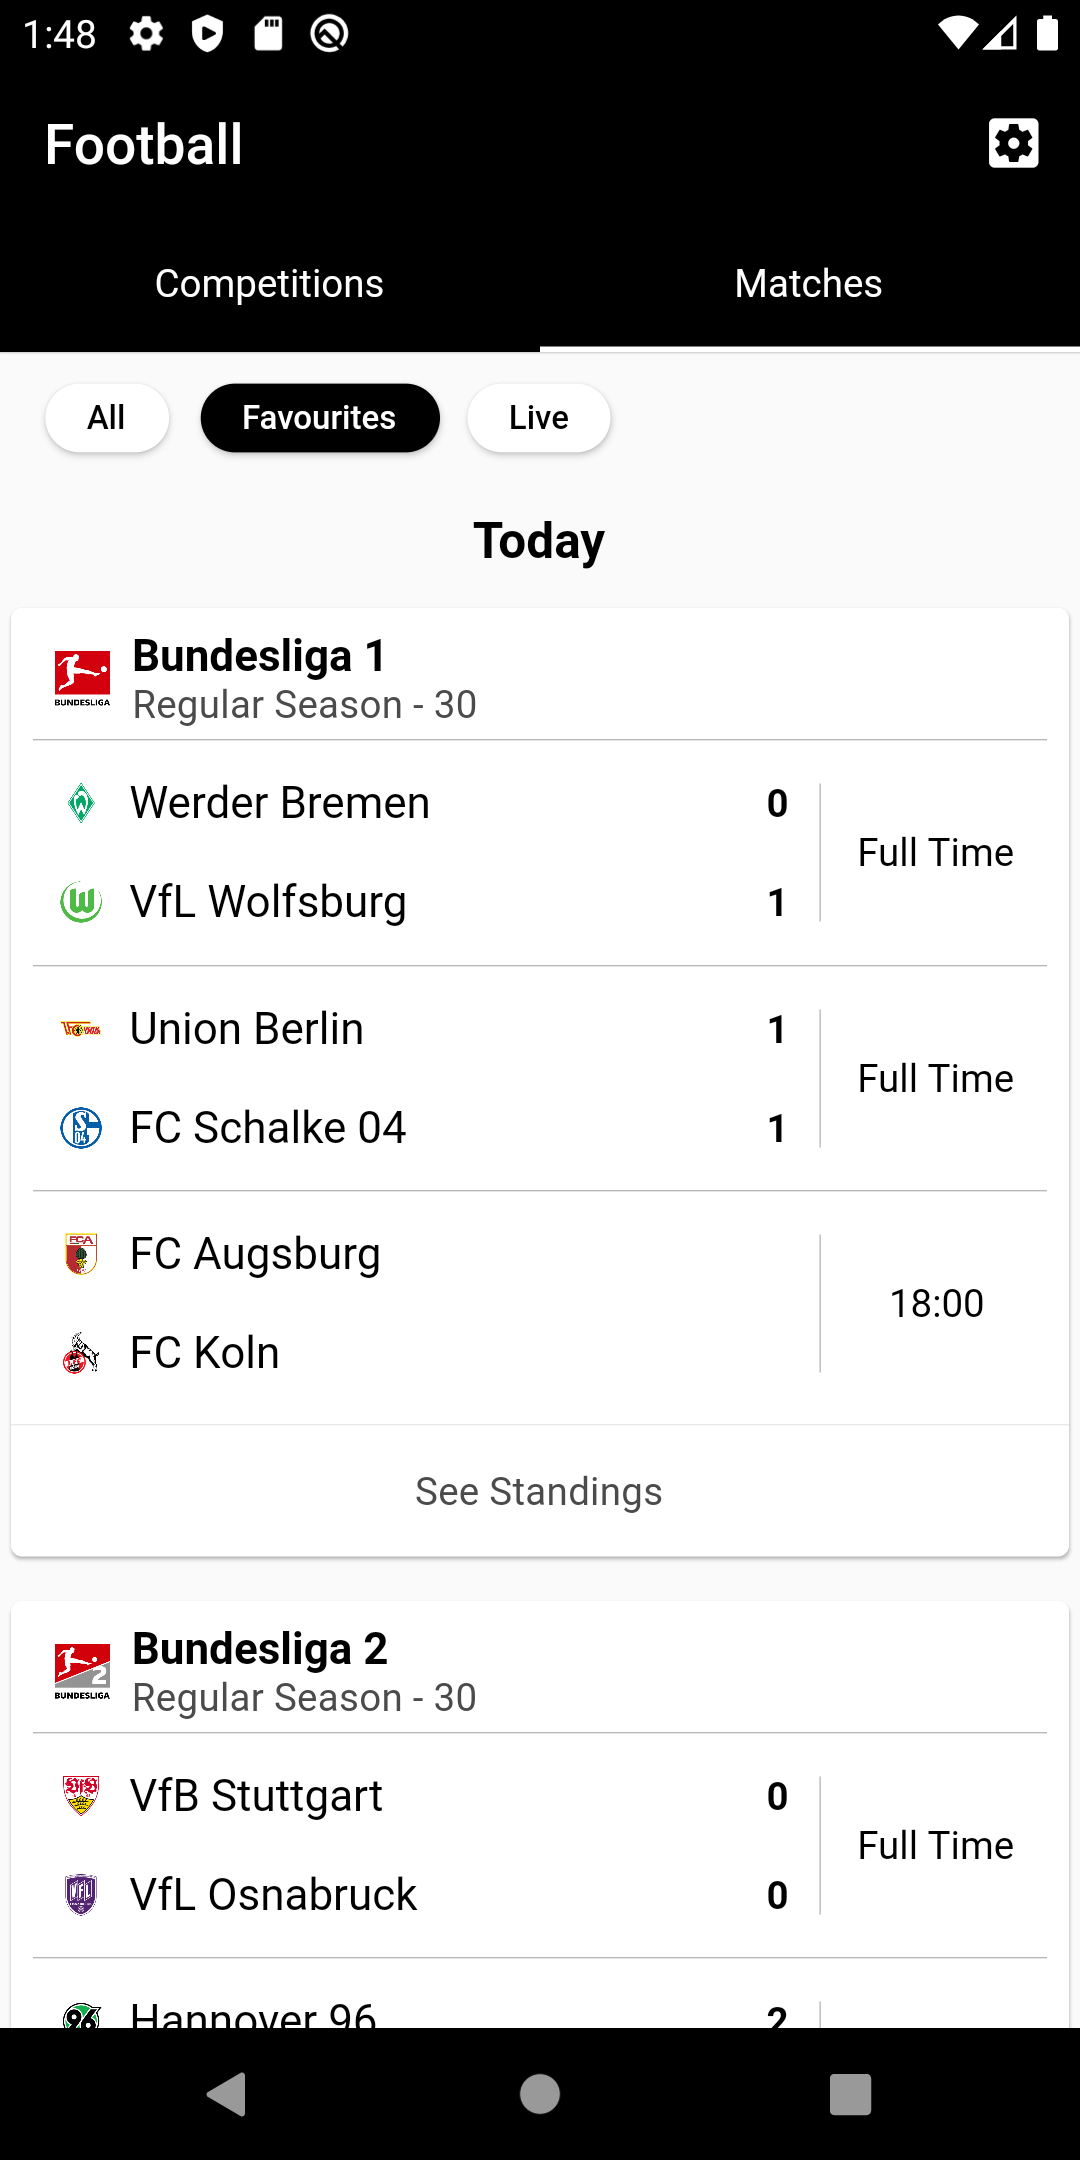 1:48
Football
Competitions
Matches
All
Favourites
Live
Today
BUNDESLIGA
Bundesliga 1
Regular Season - 30
Werder Bremen 0
VfL Wolfsburg 1
Full Time
Union Berlin 1
FC Schalke 04 1
Full Time
FC Augsburg
FC Koln
18:00
See Standings
BUNDESLIGA
Bundesliga 2
Regular Season - 30
VfB Stuttgart 0
VfL Osnabruck 0
Full Time
Hannover 96 2